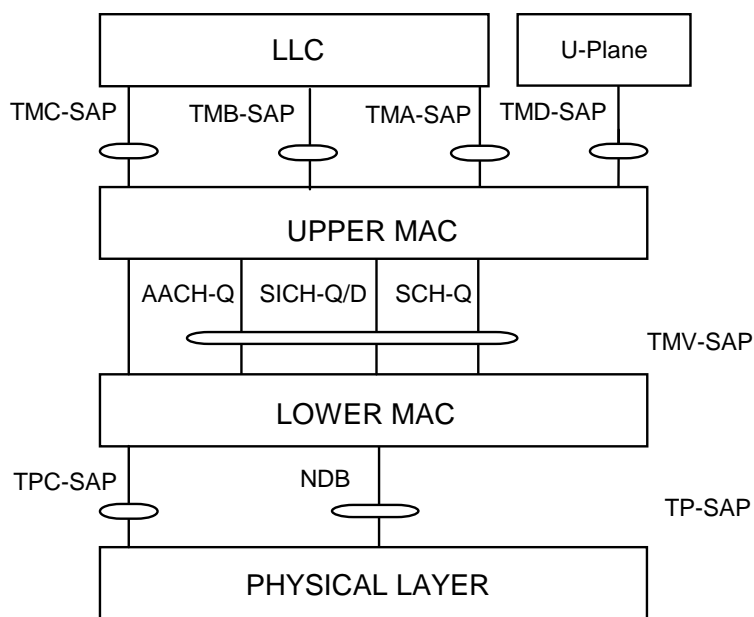 LLC
U-Plane
TMC-SAP
TMB-SAP
TMA-SAP
TMD-SAP
UPPER MAC
AACH-Q
SICH-Q/D
SCH-Q
TMV-SAP
LOWER MAC
TPC-SAP
NDB
TP-SAP
PHYSICAL LAYER